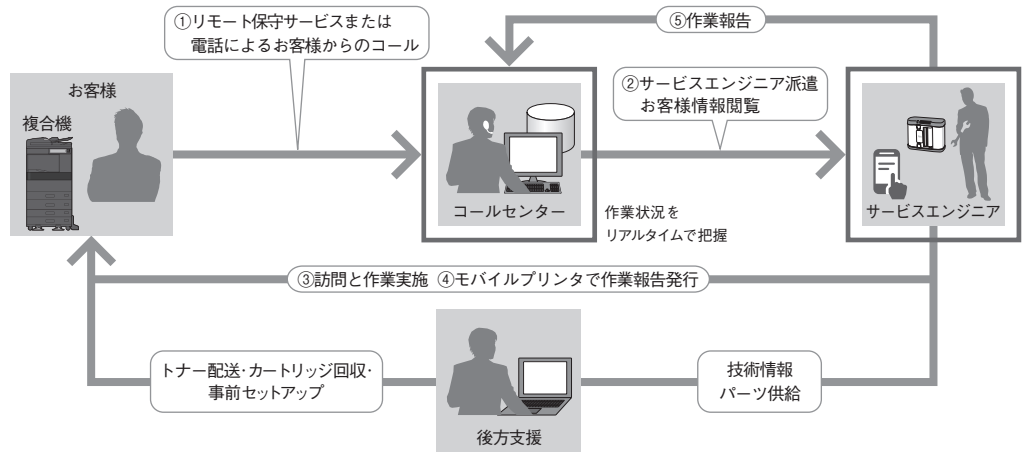 ①リモート保守サービスまたは
電話によるお客様からのコール
⑤作業報告
お客様
複合機
②サービスエンジニア派遣
お客様情報閲覧
コールセンター
作業状況を
リアルタイムで把握
サービスエンジニア
③訪問と作業実施 ④モバイルプリンタで作業報告発行
トナー配送・カートリッジ回収・
事前セットアップ
技術情報
パーツ供給
後方支援